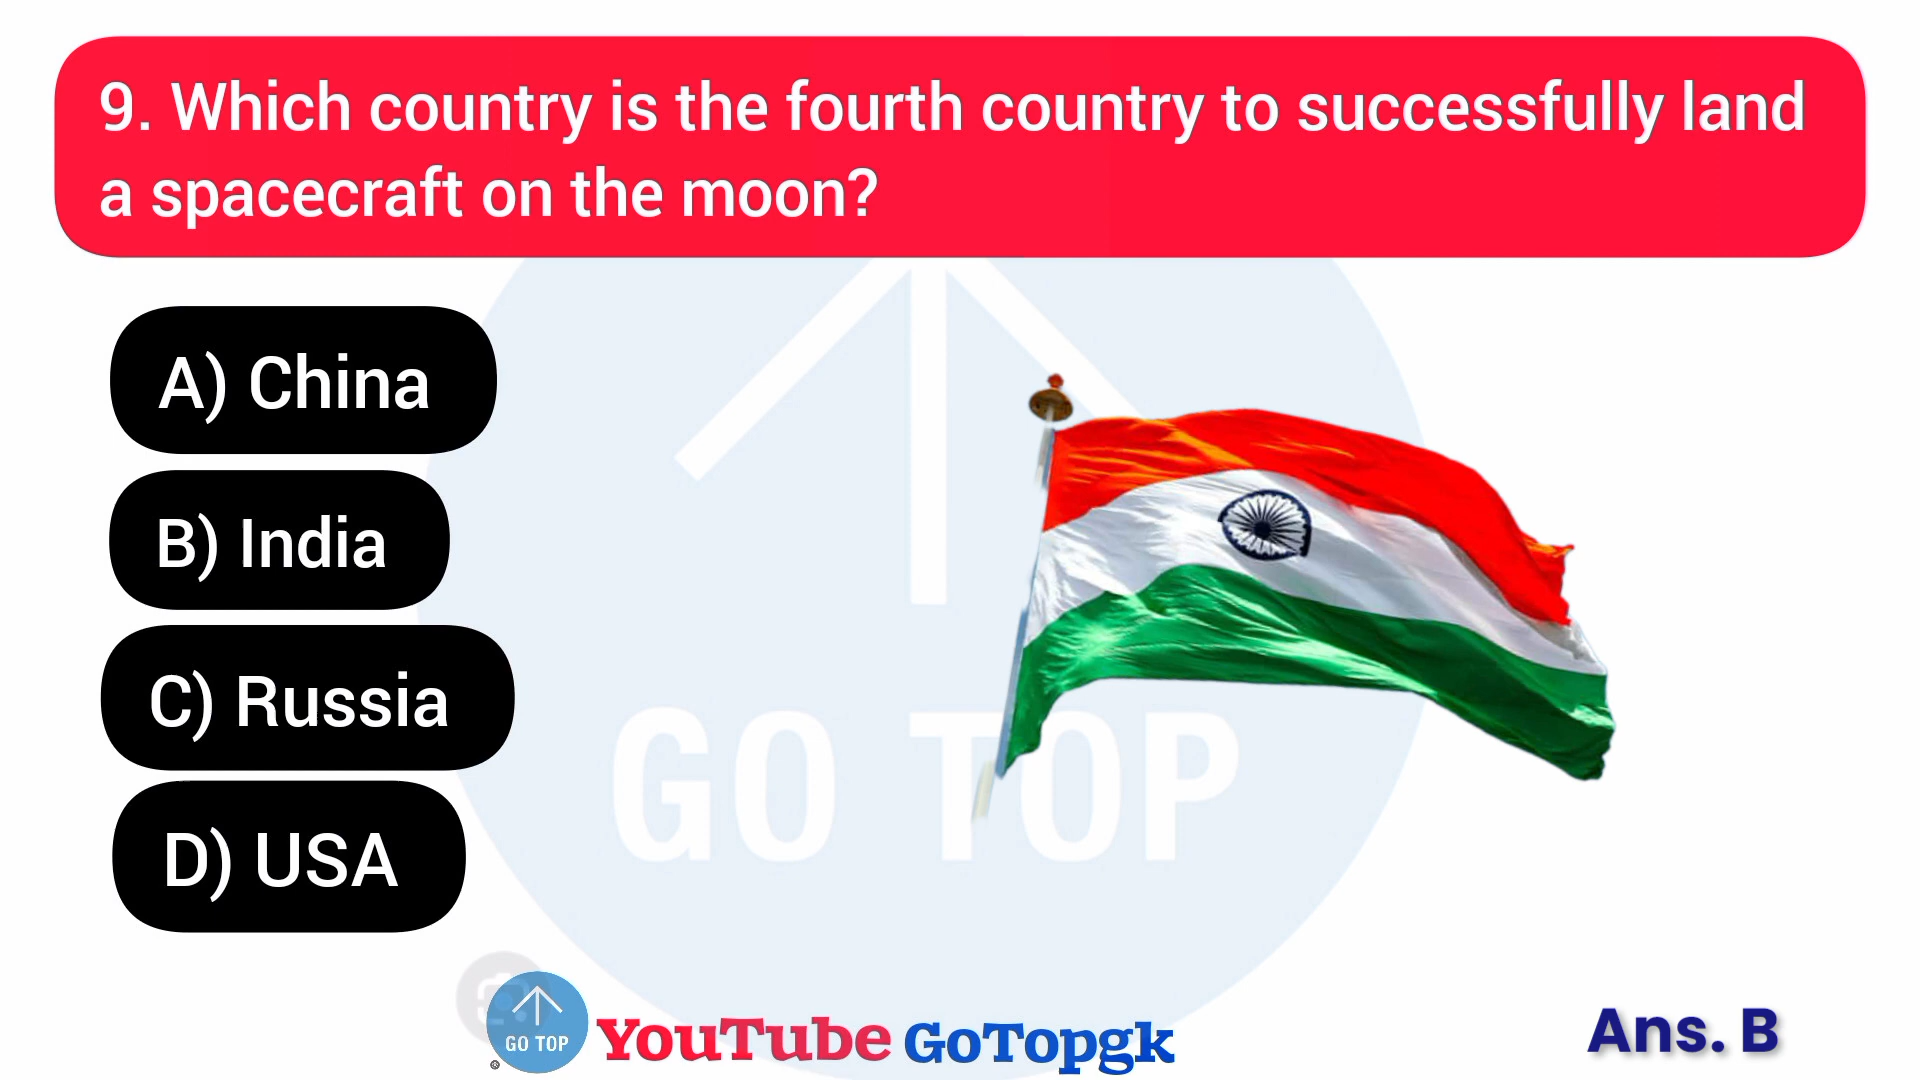 9. Which country is the fourth country to successfully land
a spacecraft on the moon?
A) China
B) India
C) Russia
D) USA
GO TOP
GO TOP
YouTube GoTopgk
Ans. B